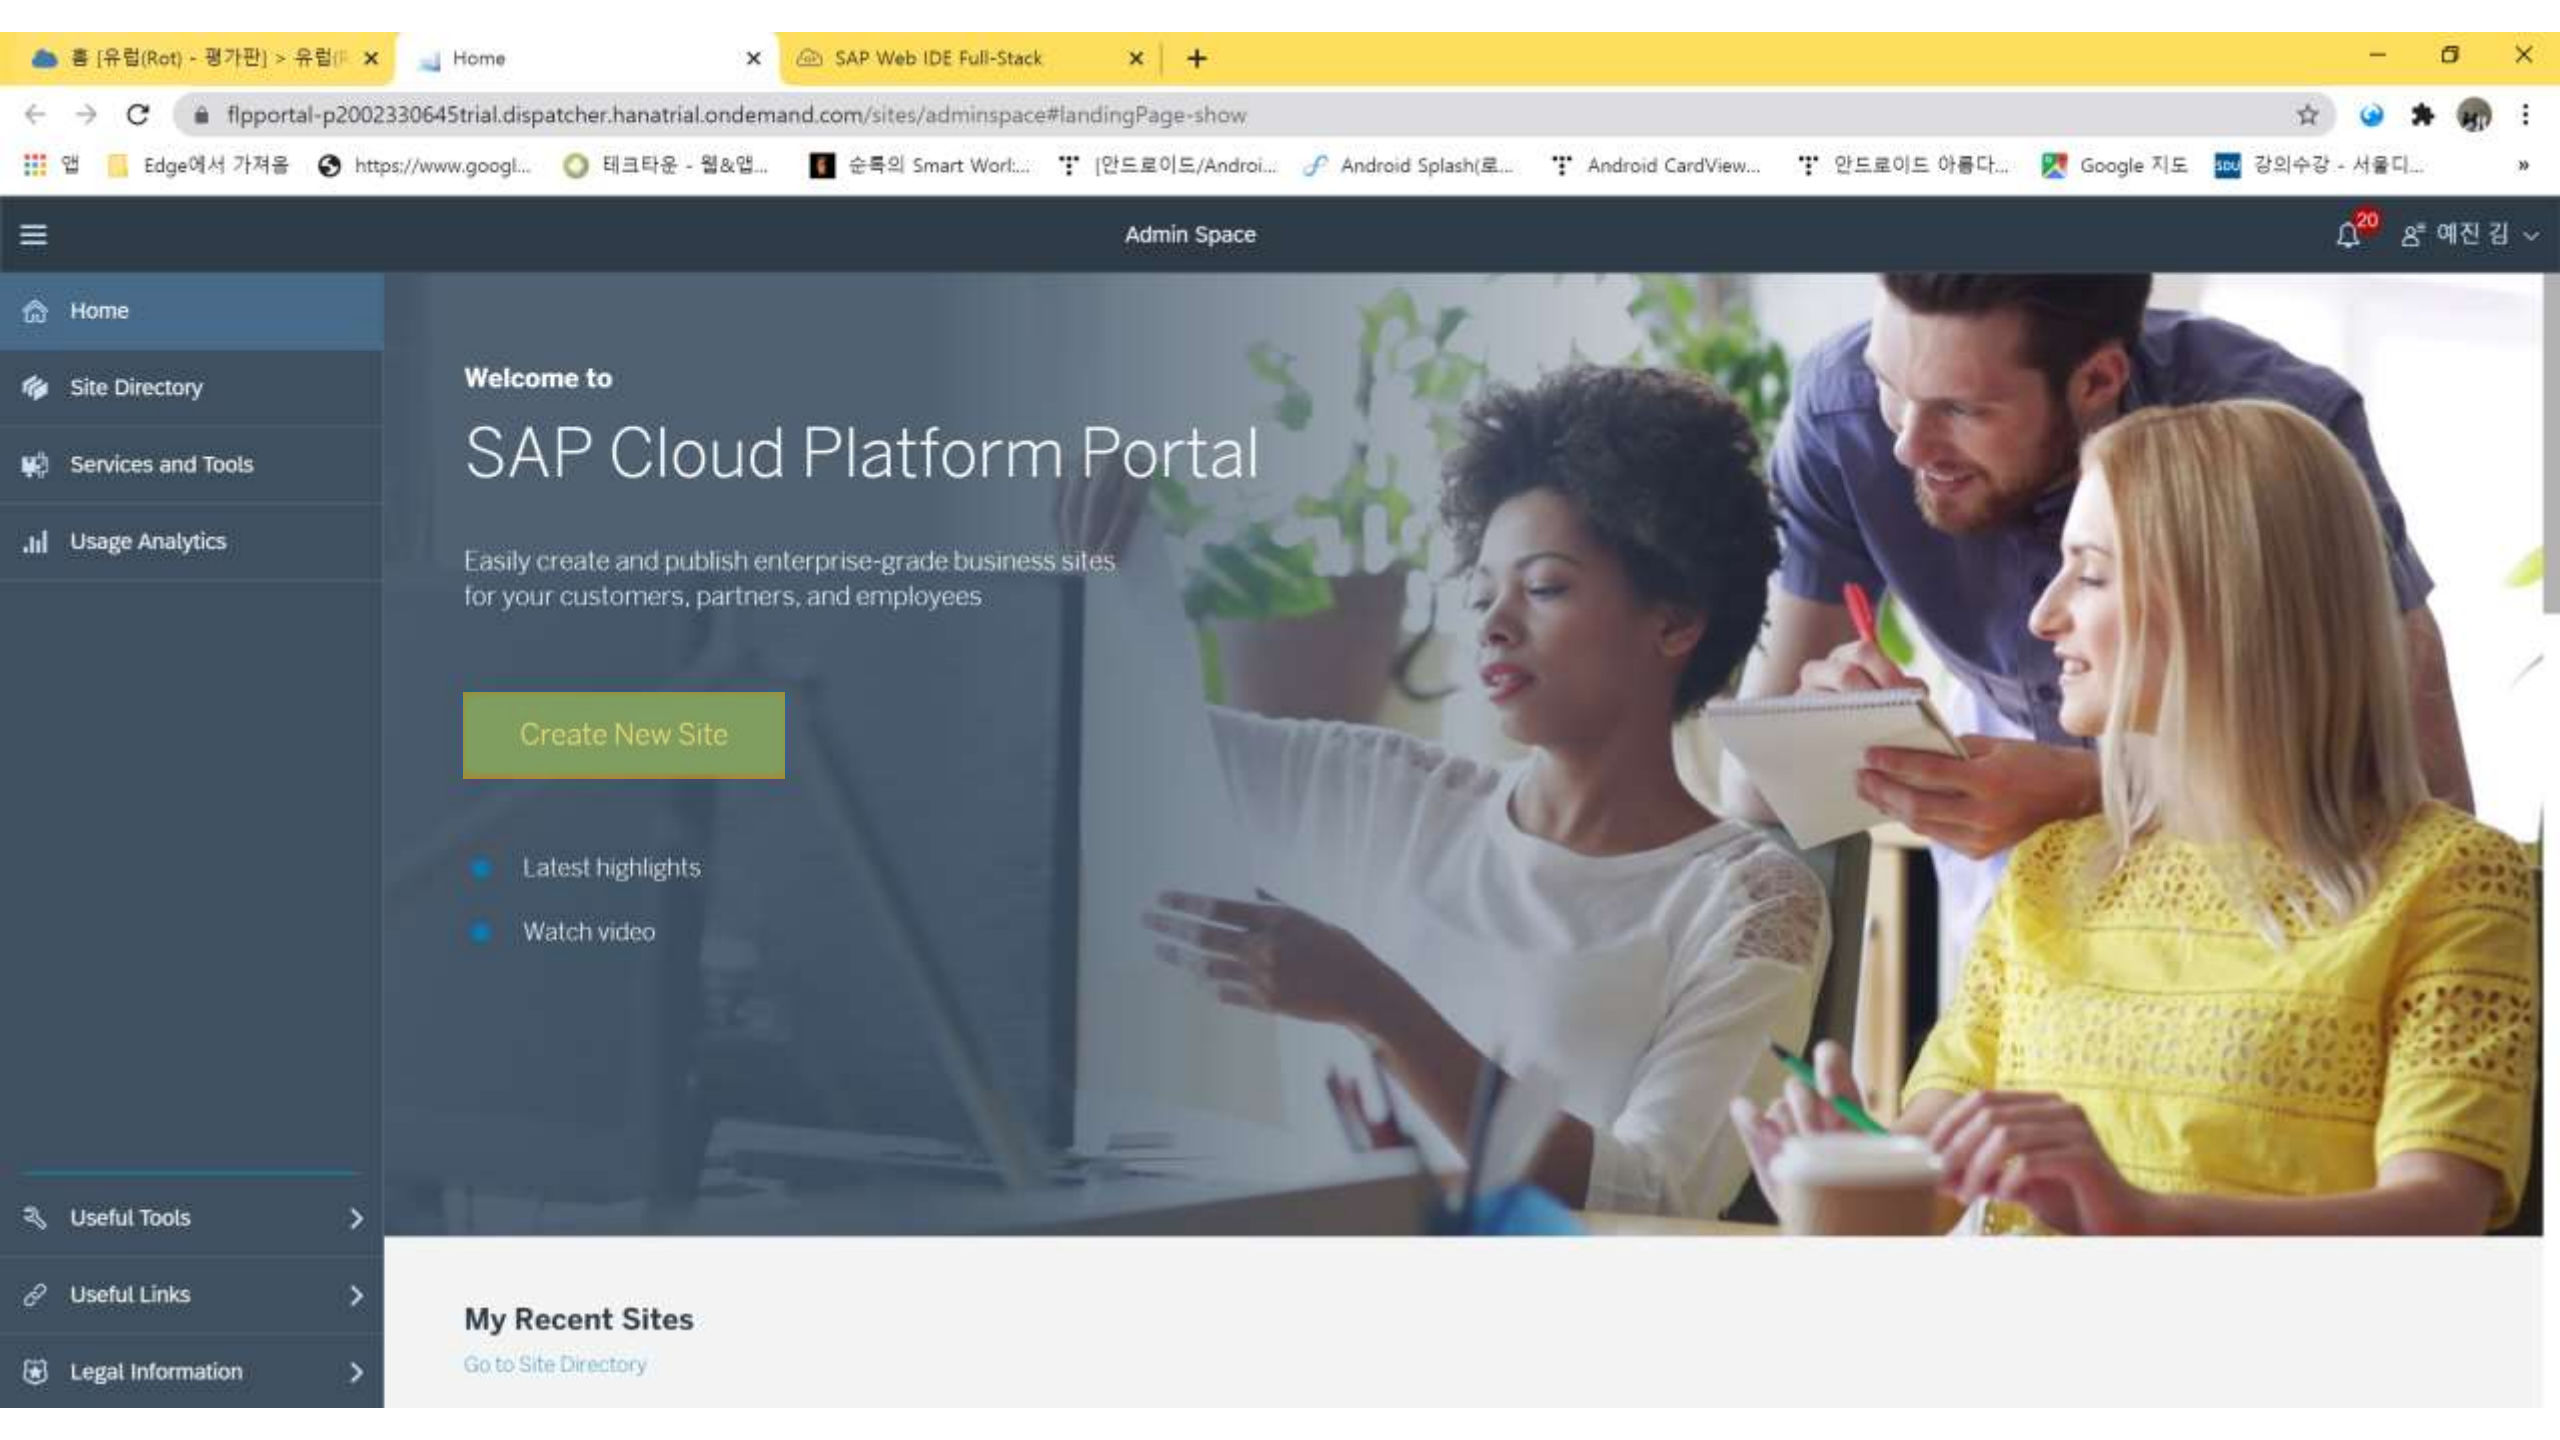 홈 [유럽(Rot) - 평가판] > 유럽(
Home
SAP Web IDE Full-Stack
flpportal-p2002330645trial.dispatcher.hanatrial.ondemand.com/sites/adminspace#landingPage-show
앱
Edge에서 가져옴
https://www.googl...
테크타운 - 웹&앱...
순록의 Smart Worl:...
[안드로이드/Androi...
Android Splash(로...
Android CardView...
안드로이드 아름다...
Google 지도
SDU
강의수강 - 서울디...
»
Admin Space
20
예진 김
Home
Site Directory
Services and Tools
Usage Analytics
Welcome to
SAP Cloud Platform Portal
Easily create and publish enterprise-grade business sites
for your customers, partners, and employees
Create New Site
Latest highlights
Watch video
Useful Tools
Useful Links
Legal Information
My Recent Sites
Go to Site Directory